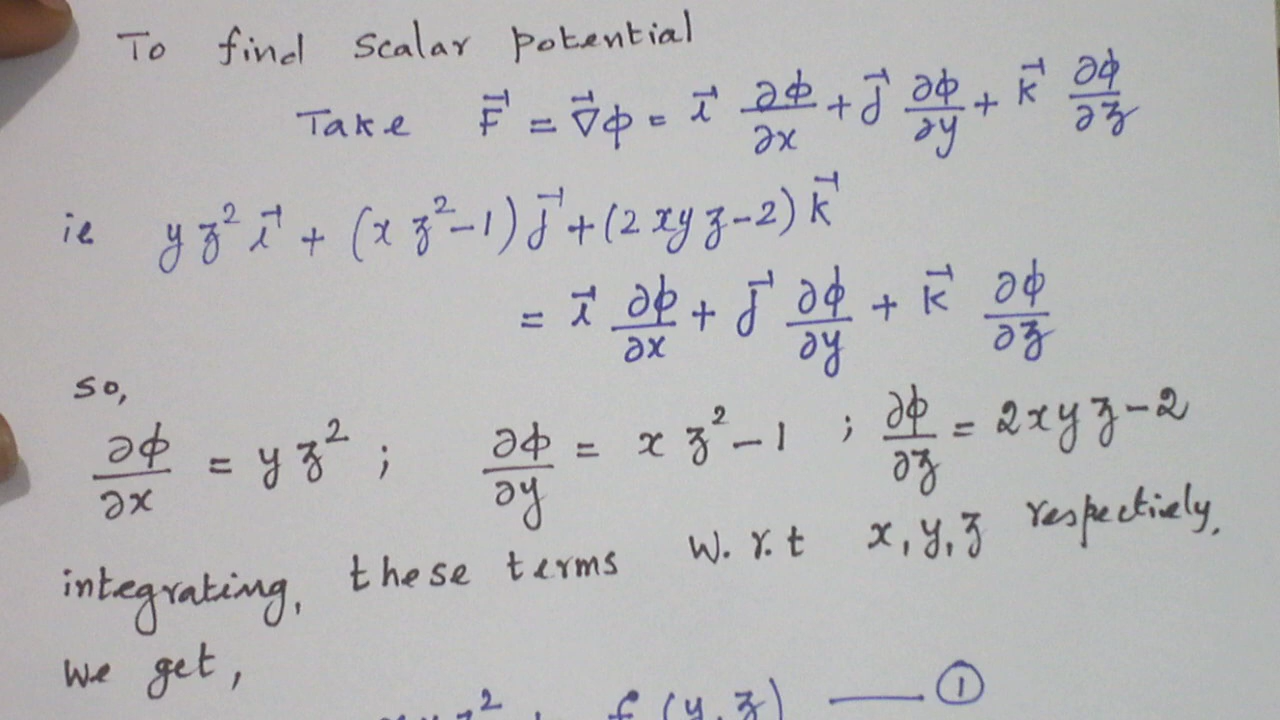 To find scalar potential
Take F⃗ = ∇⃗φ = i⃗ ∂φ/∂x + j⃗ ∂φ/∂y + k⃗ ∂φ/∂z
ie yz² i⃗ + (xz²-1) j⃗ + (2xyz-2) k⃗
= i⃗ ∂φ/∂x + j⃗ ∂φ/∂y + k⃗ ∂φ/∂z
so,
∂φ/∂x = yz² ; ∂φ/∂y = xz²-1 ; ∂φ/∂z = 2xyz-2
integrating, these terms w.r.t x,y,z respectively,
we get,
f(y,z) — ①